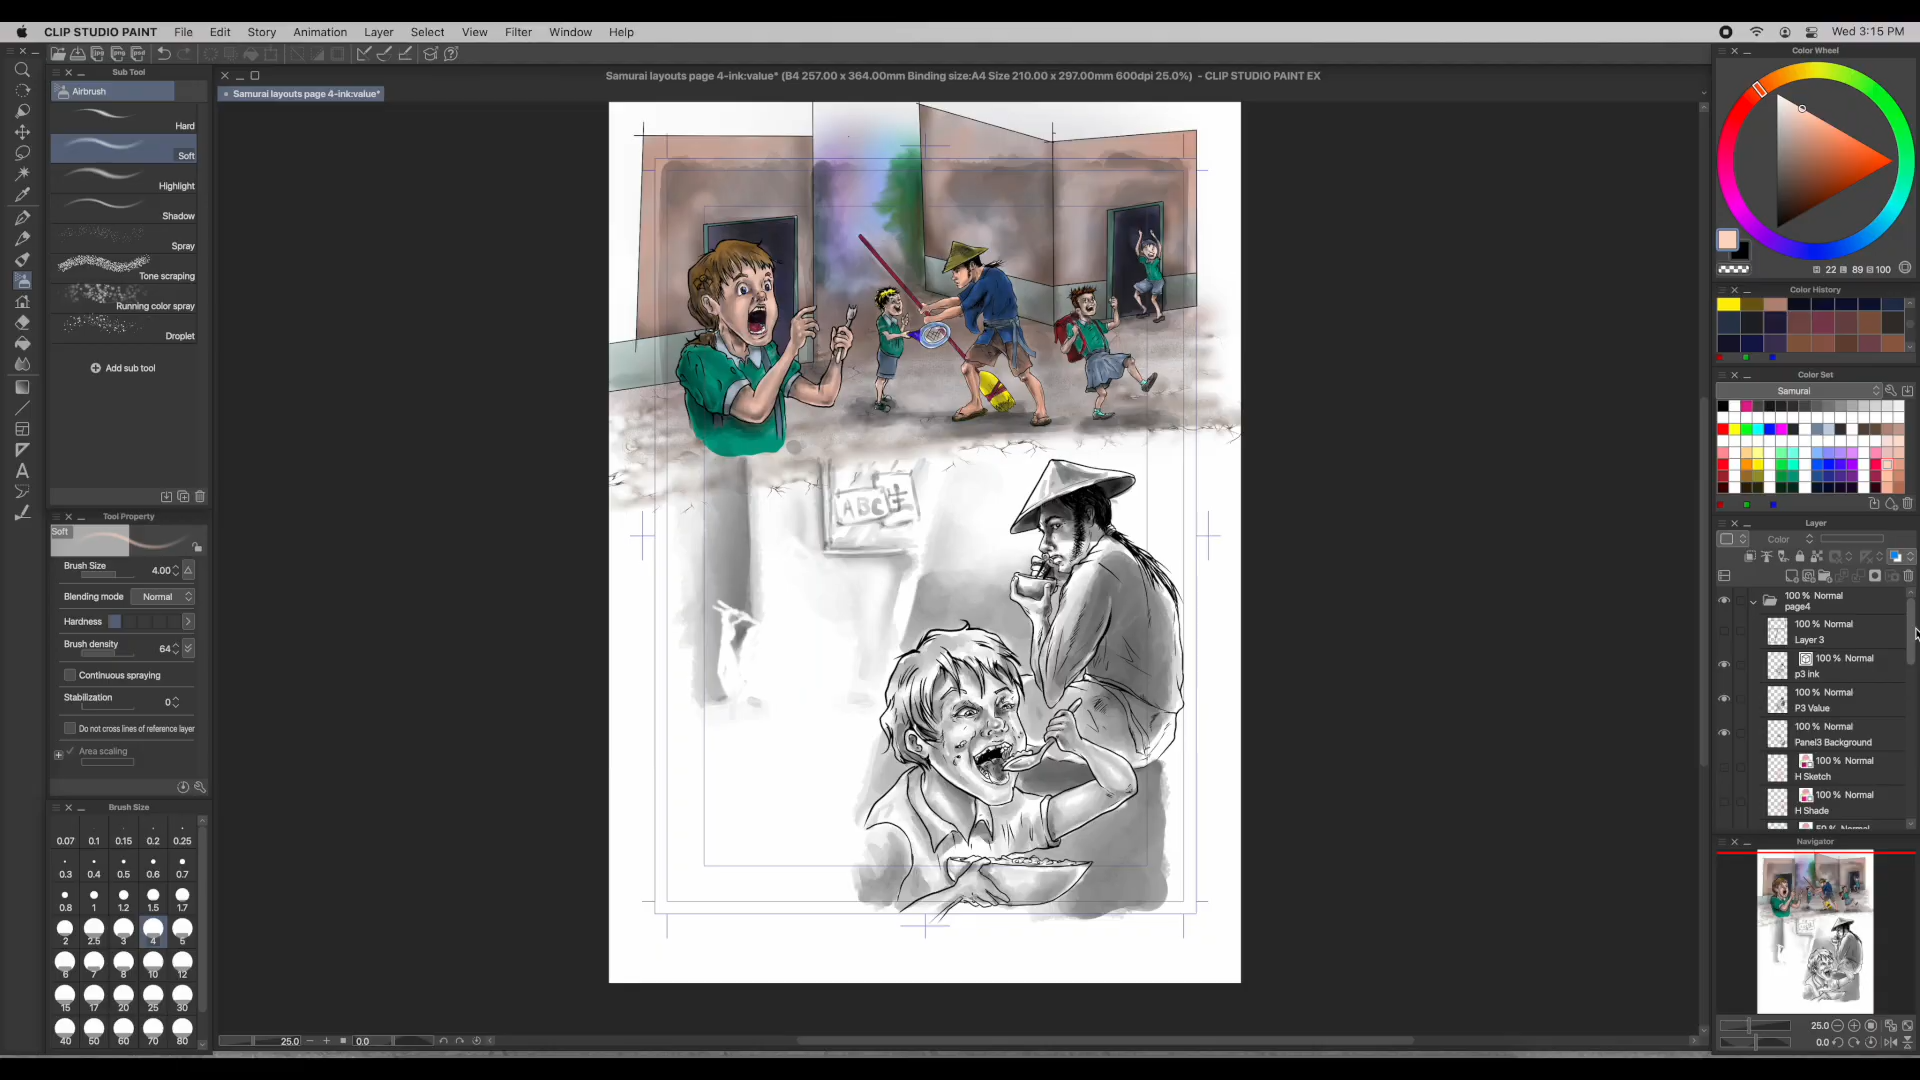 CLIP STUDIO PAINT File Edit Story Animation Layer Select View Filter Window Help Wed 3:15 PM
Sub Tool
Samurai layouts page 4-ink:value* (B4 257.00 x 364.00mm Binding size:A4 Size 210.00 x 297.00mm 600dpi 25.0%) - CLIP STUDIO PAINT EX
Color Wheel
Airbrush
Samurai layouts page 4-ink:value*
Hard
Soft
Highlight
Shadow
Spray
Tone scraping
Running color spray
Droplet
Add sub tool
Tool Property
Soft
Brush Size 4.00
Blending mode Normal
Hardness
Brush density 64
Continuous spraying
Stabilization 0
Do not cross lines of reference layer
Area scaling
Brush Size
0.07 0.1 0.15 0.2 0.25
0.3 0.4 0.5 0.6 0.7
0.8 1 1.2 1.5 1.7
2 2.5 3 4 5
6 7 8 10 12
15 17 20 25 30
40 50 60 70 80
ABC
25.0 0.0
22 89 100
Color History
Color Set
Samurai
Layer
Color
100 % Normal
page4
100 % Normal
Layer 3
100 % Normal
p3 ink
100 % Normal
P3 Value
100 % Normal
Panel3 Background
100 % Normal
H Sketch
100 % Normal
H Shade
50 % Normal
Navigator
25.0
0.0